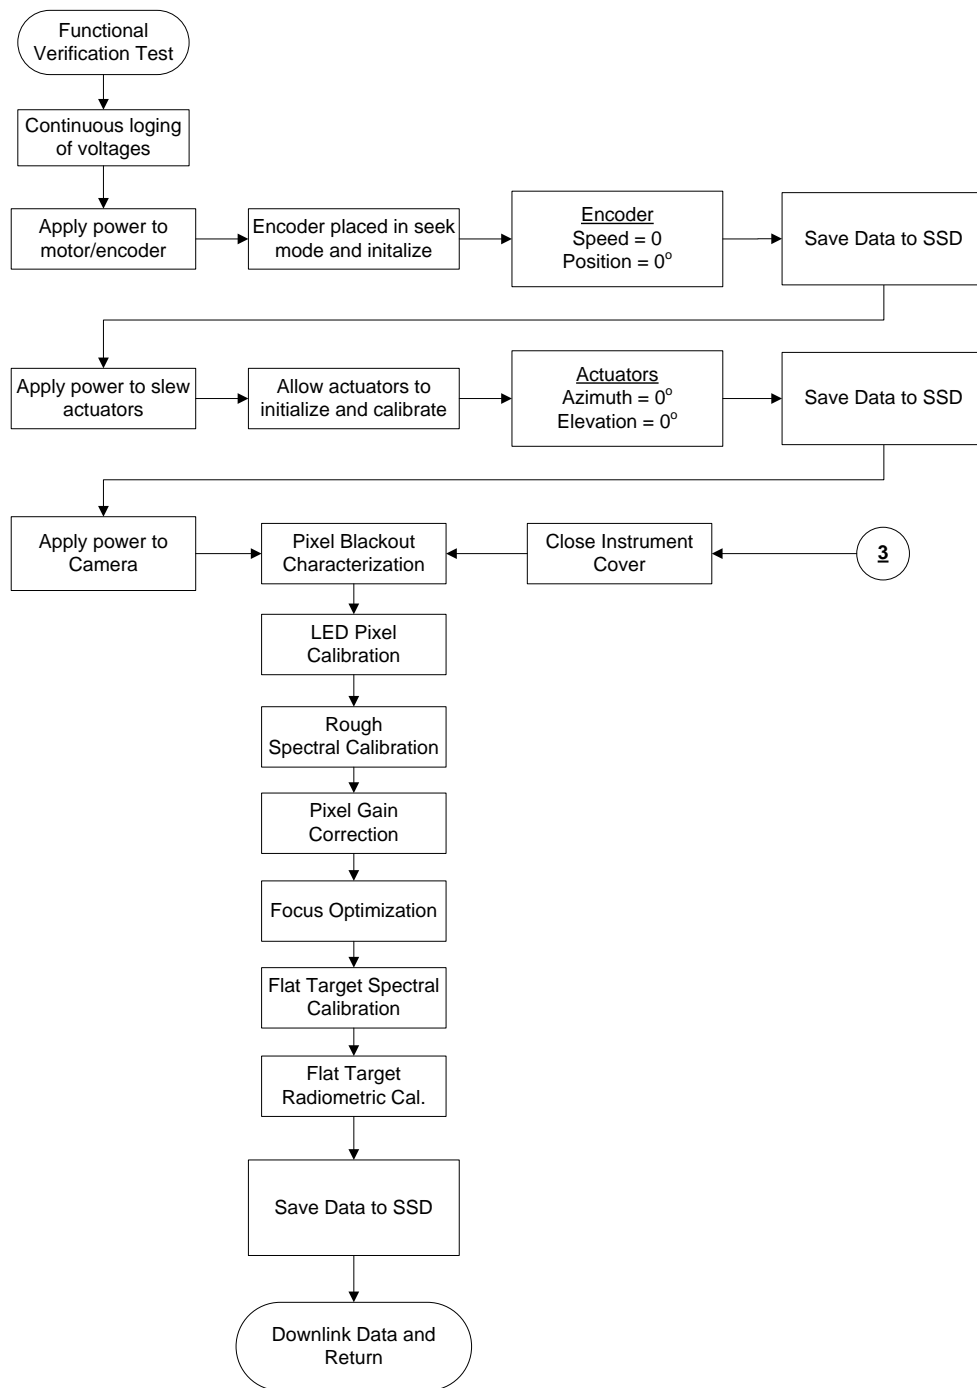 Functional
Verification Test
Continuous loging
of voltages
Apply power to
motor/encoder
Encoder placed in seek
mode and initalize
Encoder
Speed = 0
Position = 0°
Save Data to SSD
Apply power to slew
actuators
Allow actuators to
initialize and calibrate
Actuators
Azimuth = 0°
Elevation = 0°
Save Data to SSD
Apply power to
Camera
Pixel Blackout
Characterization
Close Instrument
Cover
3
LED Pixel
Calibration
Rough
Spectral Calibration
Pixel Gain
Correction
Focus Optimization
Flat Target Spectral
Calibration
Flat Target
Radiometric Cal.
Save Data to SSD
Downlink Data and
Return